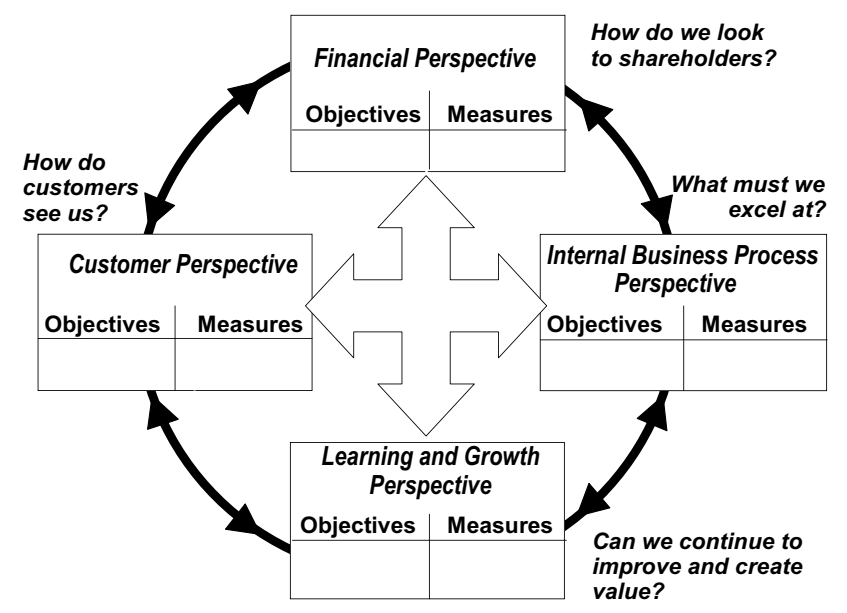 How do we look
to shareholders?
Financial Perspective
Objectives Measures
How do
customers
see us?
What must we
excel at?
Customer Perspective
Objectives Measures
Internal Business Process
Perspective
Objectives Measures
Learning and Growth
Perspective
Objectives Measures
Can we continue to
improve and create
value?